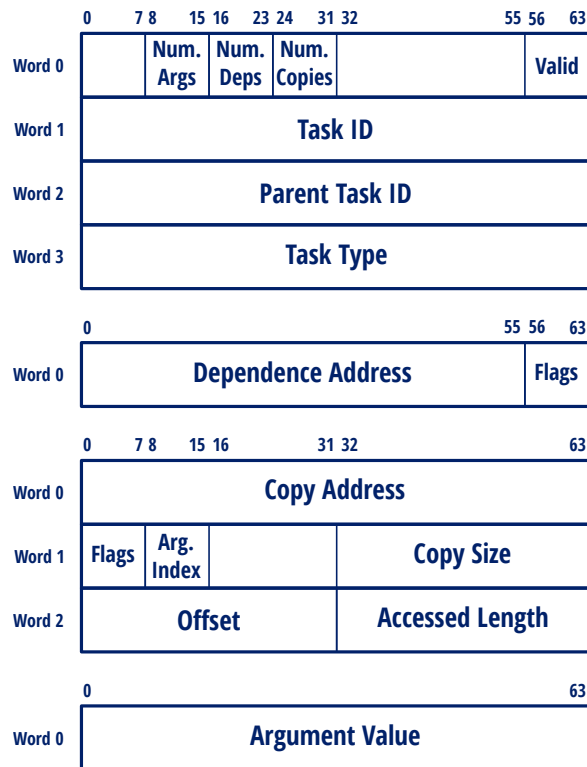 0 7 8 15 16 23 24 31 32 55 56 63
Word 0 Num. Args Num. Deps Num. Copies Valid
Word 1 Task ID
Word 2 Parent Task ID
Word 3 Task Type
0 55 56 63
Word 0 Dependence Address Flags
0 7 8 15 16 31 32 63
Word 0 Copy Address
Word 1 Flags Arg. Index Copy Size
Word 2 Offset Accessed Length
0 63
Word 0 Argument Value